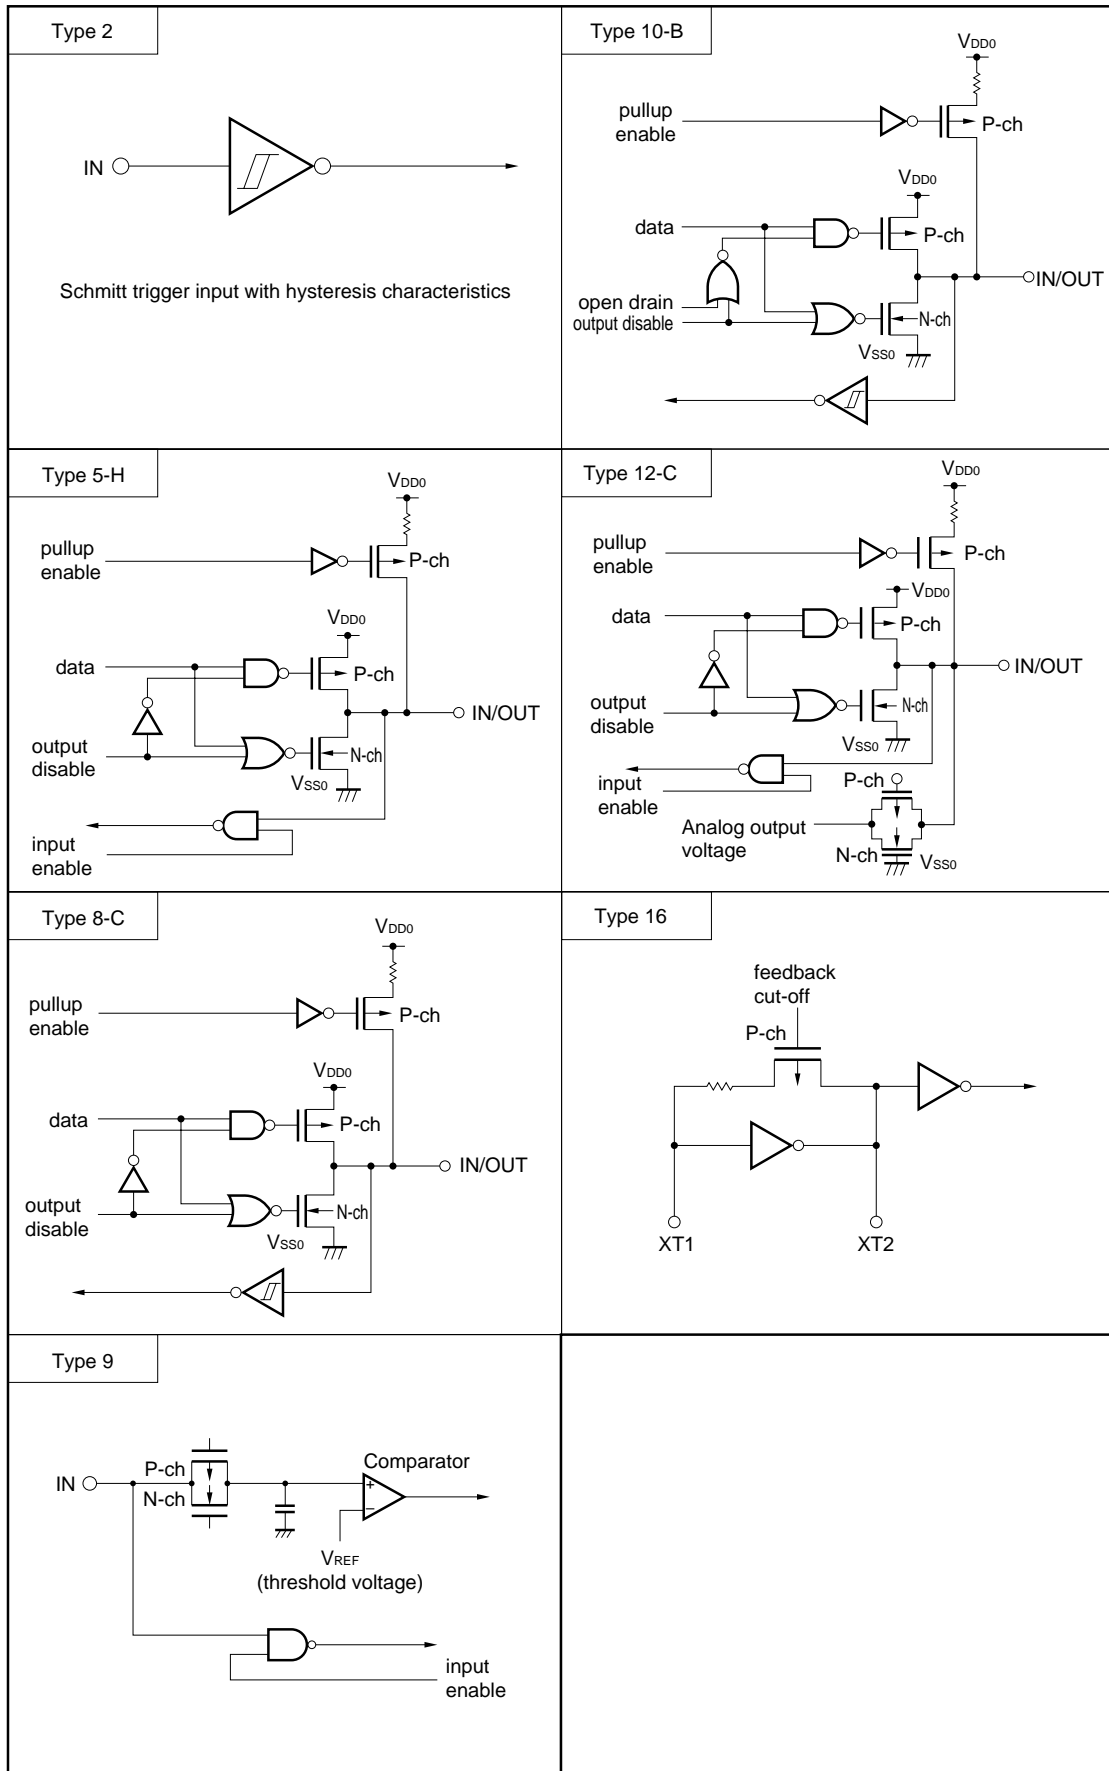 Type 2
IN
Schmitt trigger input with hysteresis characteristics
Type 10-B
VDD0
pullup
enable
P-ch
VDD0
data
P-ch
open drain
output disable
IN/OUT
N-ch
VSS0
Type 5-H
VDD0
pullup
enable
P-ch
VDD0
data
P-ch
IN/OUT
output
disable
N-ch
VSS0
input
enable
Type 12-C
VDD0
pullup
enable
P-ch
VDD0
data
P-ch
IN/OUT
output
disable
N-ch
VSS0
input
enable
P-ch
Analog output
voltage
N-ch
VSS0
Type 8-C
VDD0
pullup
enable
P-ch
VDD0
data
P-ch
IN/OUT
output
disable
N-ch
VSS0
Type 16
feedback
cut-off
P-ch
XT1
XT2
Type 9
Comparator
IN
P-ch
N-ch
+
−
VREF
(threshold voltage)
input
enable